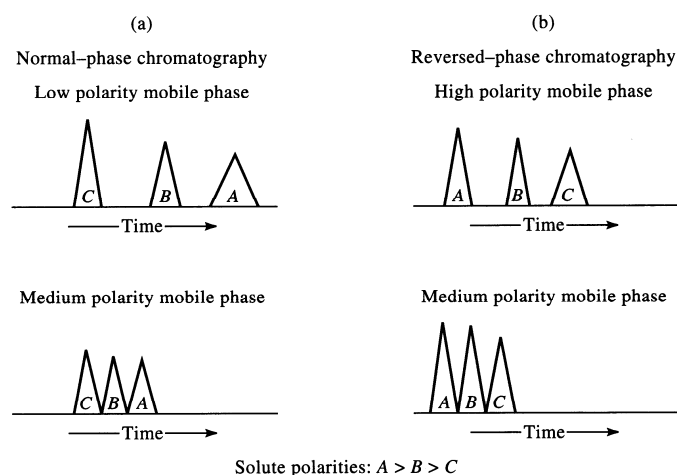 (a)
Normal–phase chromatography
Low polarity mobile phase
C B A
Time
Medium polarity mobile phase
C B A
Time
(b)
Reversed–phase chromatography
High polarity mobile phase
A B C
Time
Medium polarity mobile phase
A B C
Time
Solute polarities: A > B > C